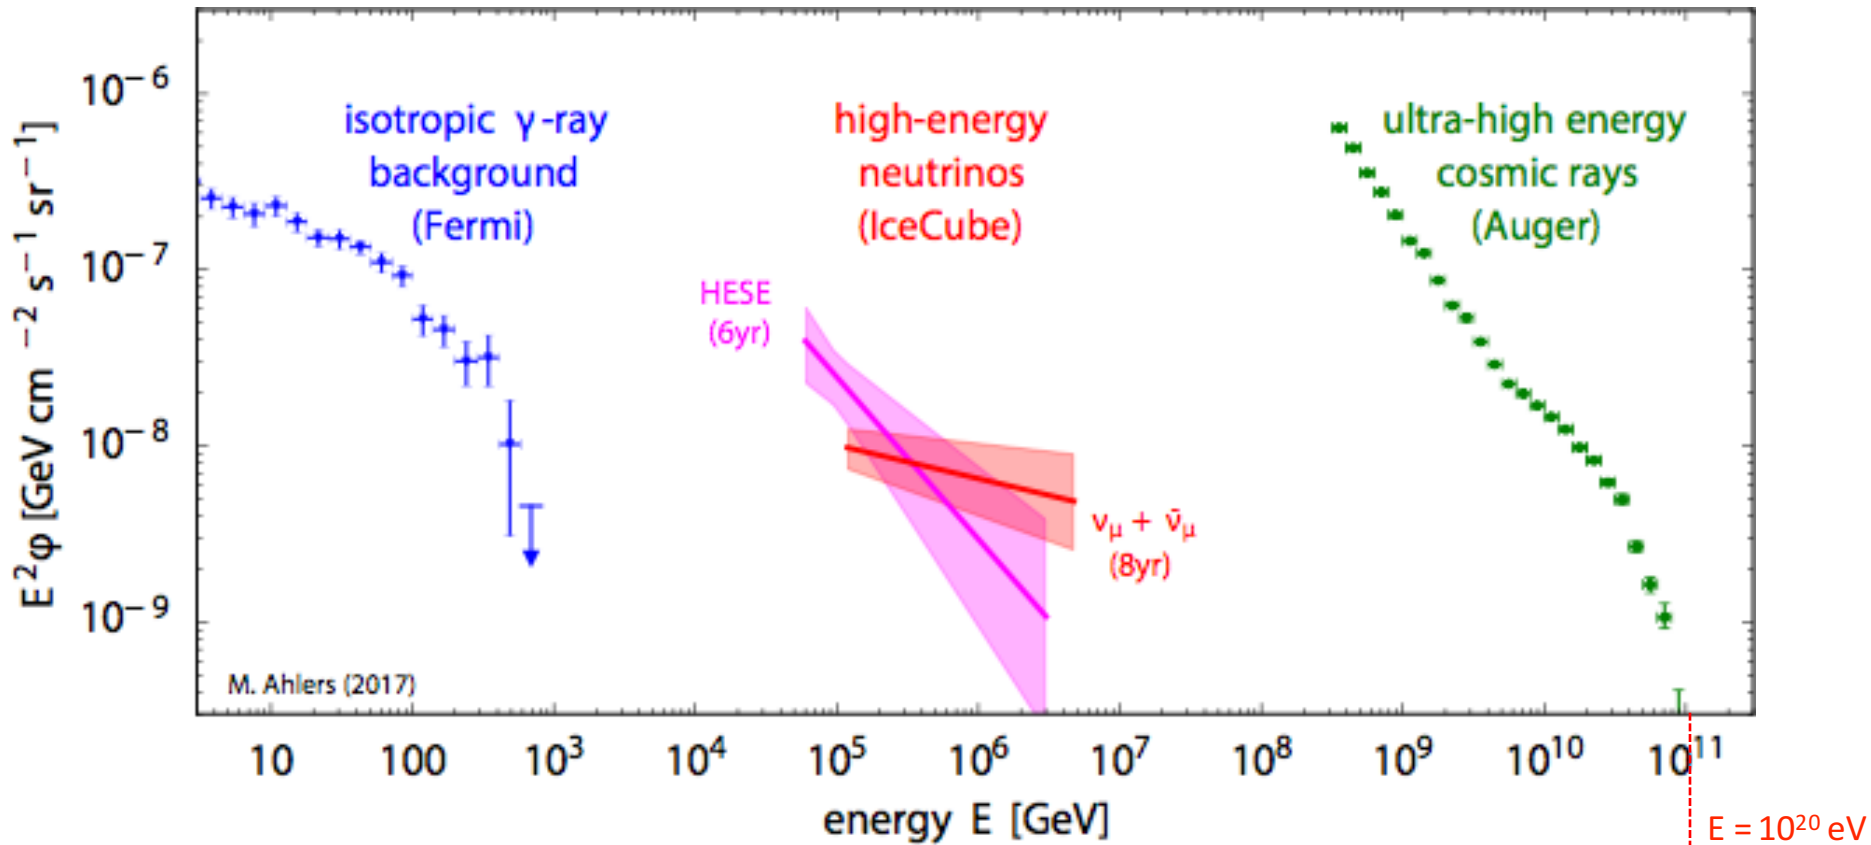 E²φ [GeV cm⁻² s⁻¹ sr⁻¹]
10⁻⁶
10⁻⁷
10⁻⁸
10⁻⁹
isotropic γ-ray
background
(Fermi)
high-energy
neutrinos
(IceCube)
ultra-high energy
cosmic rays
(Auger)
HESE
(6yr)
νμ + ν̄μ
(8yr)
M. Ahlers (2017)
10 100 10³ 10⁴ 10⁵ 10⁶ 10⁷ 10⁸ 10⁹ 10¹⁰ 10¹¹
energy E [GeV]
E = 10²⁰ eV